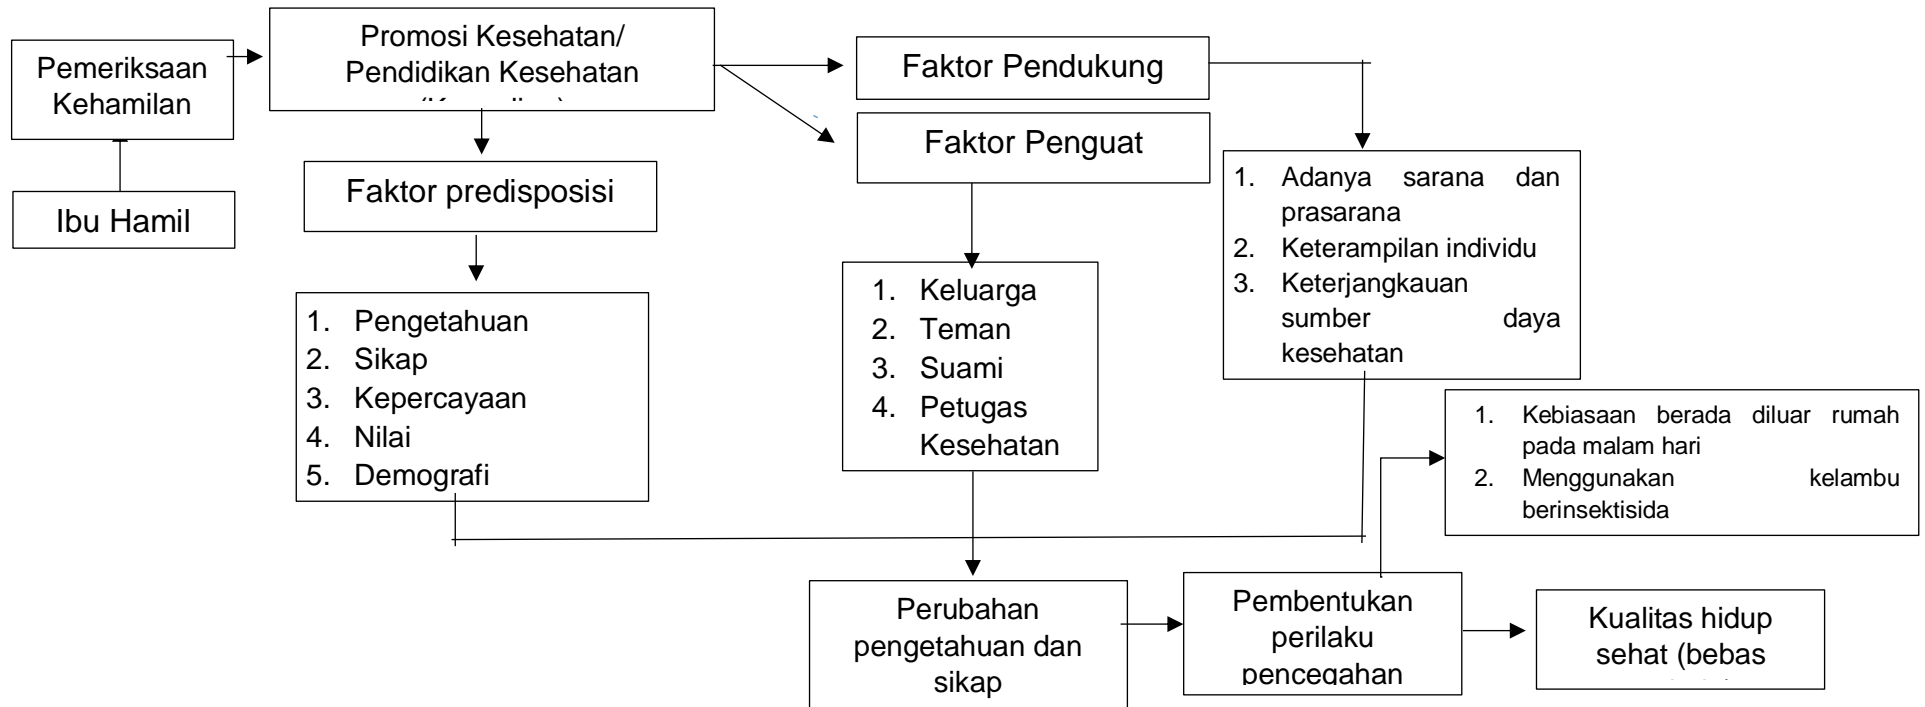 Pemeriksaan
Kehamilan
Ibu Hamil
Promosi Kesehatan/
Pendidikan Kesehatan
Faktor predisposisi
1. Pengetahuan
2. Sikap
3. Kepercayaan
4. Nilai
5. Demografi
Faktor Pendukung
Faktor Penguat
1. Keluarga
2. Teman
3. Suami
4. Petugas
Kesehatan
1. Adanya sarana dan
prasarana
2. Keterampilan individu
3. Keterjangkauan
sumber daya
kesehatan
1. Kebiasaan berada diluar rumah
pada malam hari
2. Menggunakan kelambu
berinsektisida
Perubahan
pengetahuan dan
sikap
Pembentukan
perilaku
pencegahan
Kualitas hidup
sehat (bebas